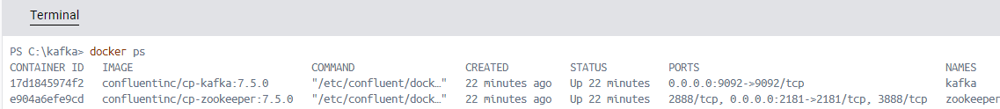 Terminal
PS C:\kafka> docker ps
CONTAINER ID   IMAGE                             COMMAND                  CREATED          STATUS          PORTS                                        NAMES
17d1845974f2   confluentinc/cp-kafka:7.5.0       "/etc/confluent/dock…"   22 minutes ago   Up 22 minutes   0.0.0.0:9092->9092/tcp                       kafka
e904a6efe9cd   confluentinc/cp-zookeeper:7.5.0   "/etc/confluent/dock…"   22 minutes ago   Up 22 minutes   2888/tcp, 0.0.0.0:2181->2181/tcp, 3888/tcp   zookeeper